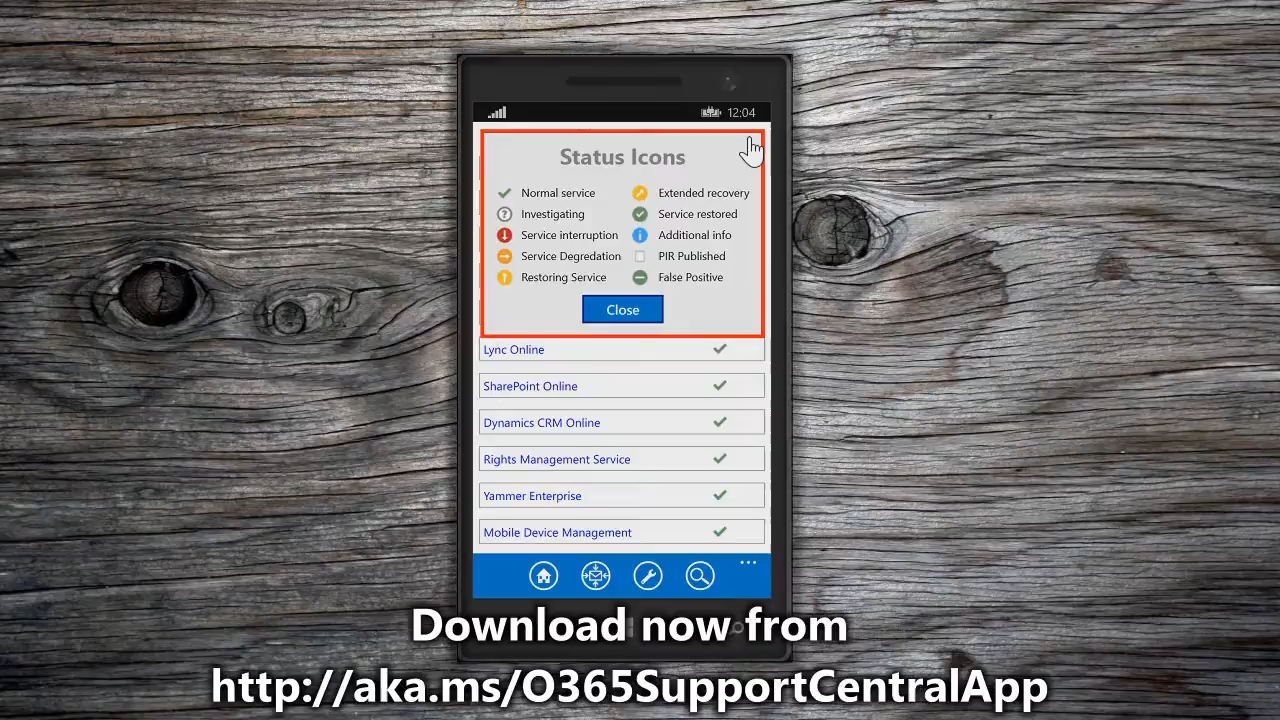 12:04
Status Icons
Normal service
Extended recovery
Investigating
Service restored
Service interruption
Additional info
Service Degredation
PIR Published
Restoring Service
False Positive
Close
Lync Online
SharePoint Online
Dynamics CRM Online
Rights Management Service
Yammer Enterprise
Mobile Device Management
Download now from
http://aka.ms/O365SupportCentralApp